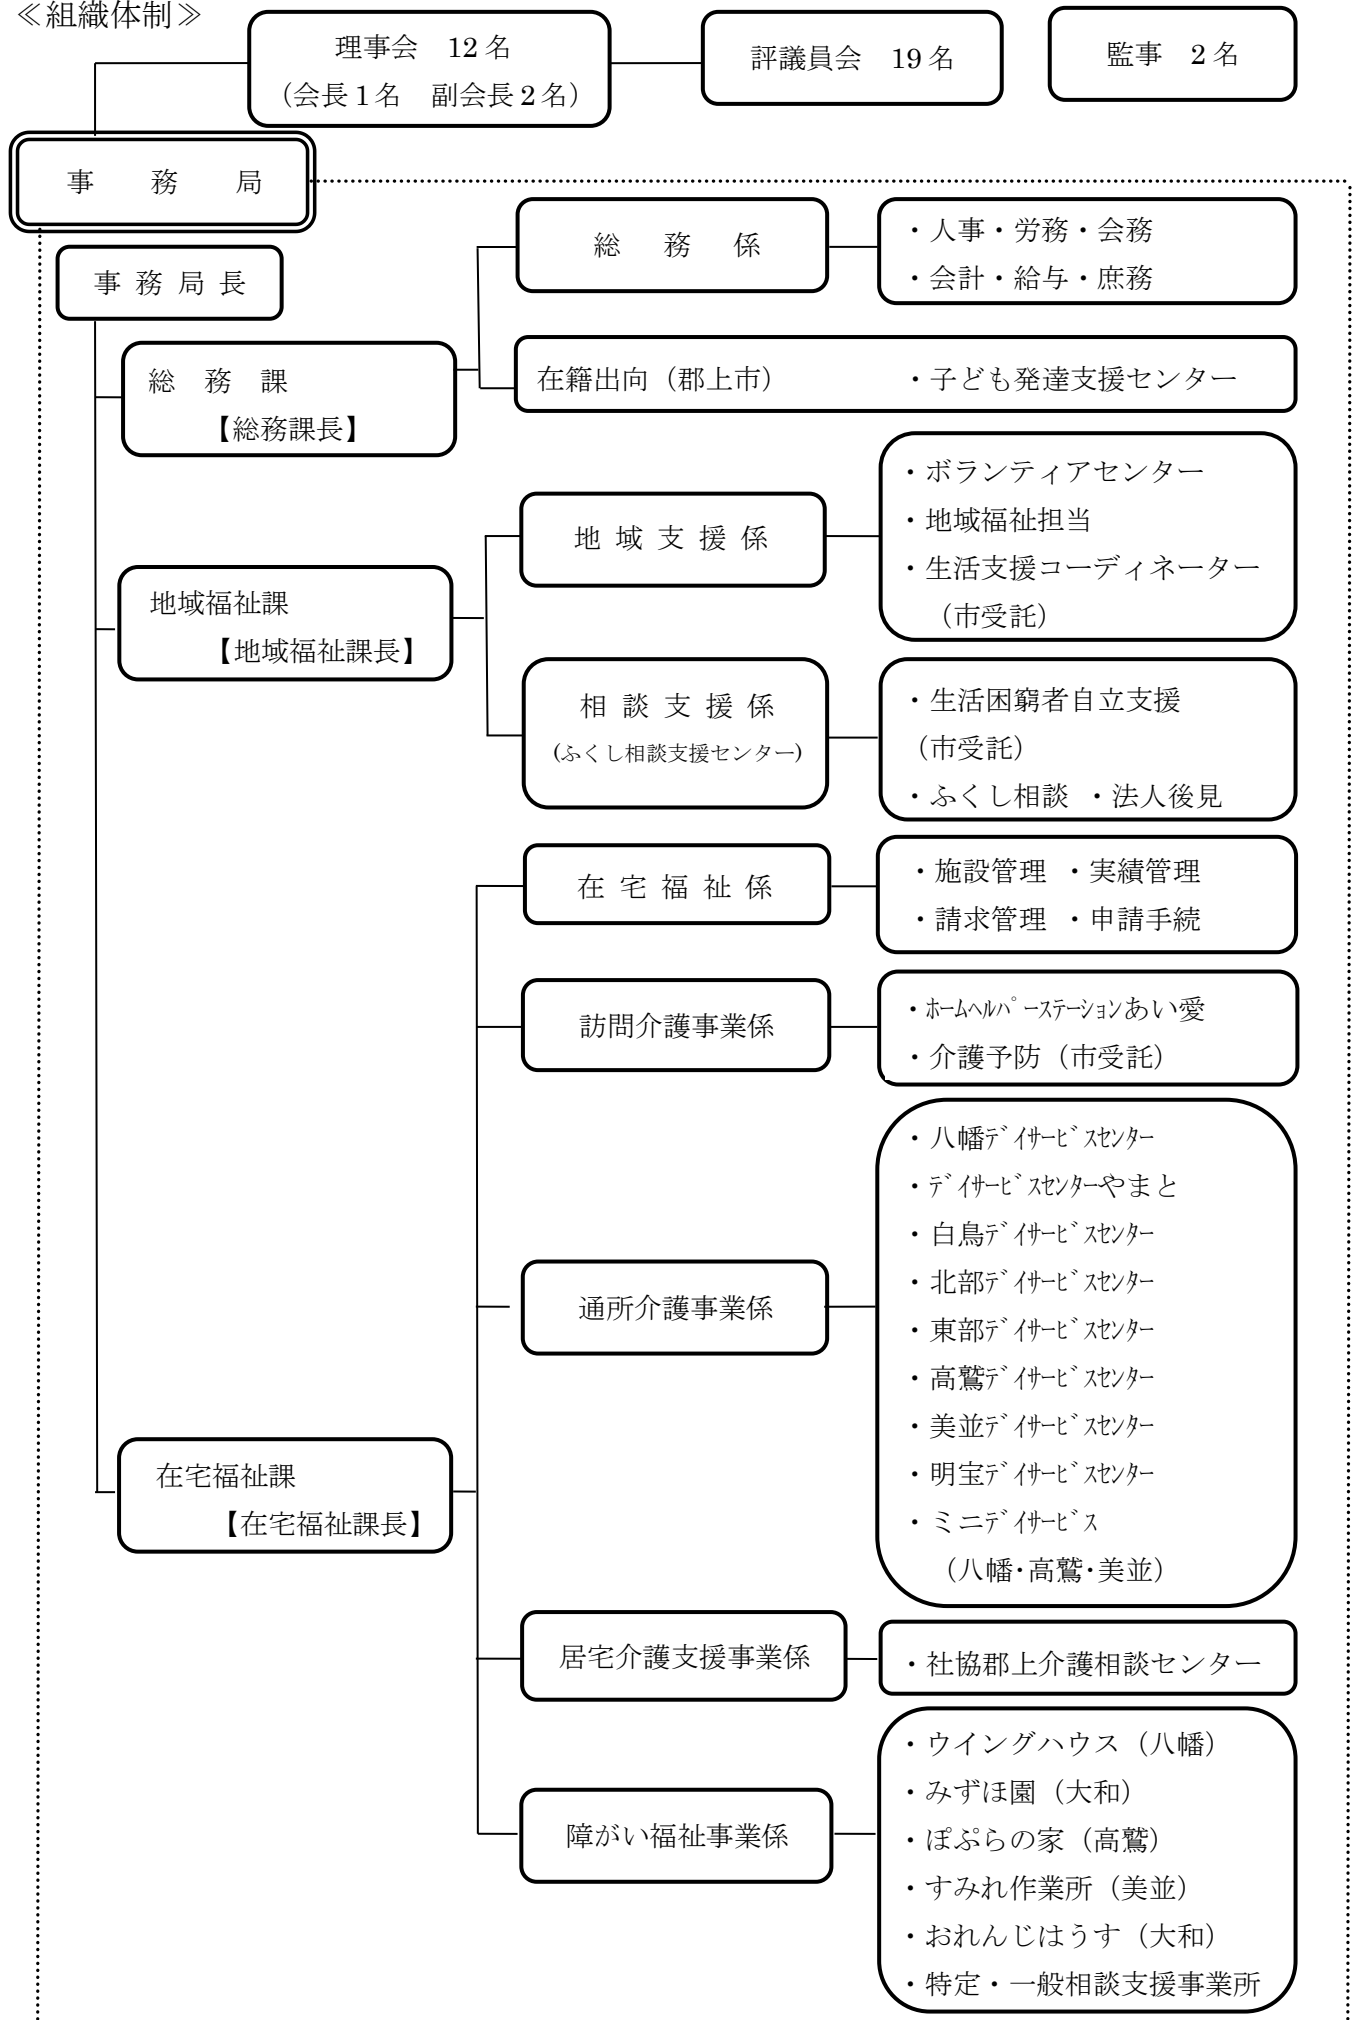 ≪組織体制≫
理事会　12名
（会長1名　副会長2名）
評議員会　19名
監事　2名
事　務　局
事務局長
総　務　課
【総務課長】
総　務　係
・人事・労務・会務
・会計・給与・庶務
在籍出向（郡上市）　・子ども発達支援センター
地域福祉課
【地域福祉課長】
地域支援係
・ボランティアセンター
・地域福祉担当
・生活支援コーディネーター
（市受託）
相談支援係
(ふくし相談支援センター)
・生活困窮者自立支援
（市受託）
・ふくし相談　・法人後見
在宅福祉課
【在宅福祉課長】
在宅福祉係
・施設管理　・実績管理
・請求管理　・申請手続
訪問介護事業係
・ﾎｰﾑﾍﾙﾊﾟｰｽﾃｰｼｮﾝあい愛
・介護予防（市受託）
通所介護事業係
・八幡ﾃﾞｲｻｰﾋﾞｽｾﾝﾀｰ
・ﾃﾞｲｻｰﾋﾞｽｾﾝﾀｰやまと
・白鳥ﾃﾞｲｻｰﾋﾞｽｾﾝﾀｰ
・北部ﾃﾞｲｻｰﾋﾞｽｾﾝﾀｰ
・東部ﾃﾞｲｻｰﾋﾞｽｾﾝﾀｰ
・高鷲ﾃﾞｲｻｰﾋﾞｽｾﾝﾀｰ
・美並ﾃﾞｲｻｰﾋﾞｽｾﾝﾀｰ
・明宝ﾃﾞｲｻｰﾋﾞｽｾﾝﾀｰ
・ミニﾃﾞｲｻｰﾋﾞｽ
（八幡・高鷲・美並）
居宅介護支援事業係
・社協郡上介護相談センター
障がい福祉事業係
・ウイングハウス（八幡）
・みずほ園（大和）
・ぽぷらの家（高鷲）
・すみれ作業所（美並）
・おれんじはうす（大和）
・特定・一般相談支援事業所